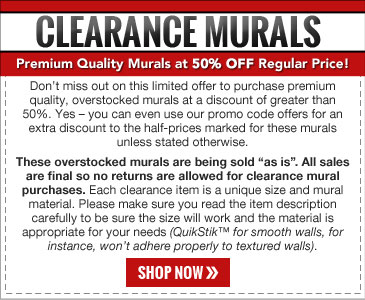 CLEARANCE MURALS
Premium Quality Murals at 50% OFF Regular Price!
Don't miss out on this limited offer to purchase premium
quality, overstocked murals at a discount of greater than
50%. Yes – you can even use our promo code offers for an
extra discount to the half-prices marked for these murals
unless stated otherwise.
These overstocked murals are being sold “as is”. All sales
are final so no returns are allowed for clearance mural
purchases. Each clearance item is a unique size and mural
material. Please make sure you read the item description
carefully to be sure the size will work and the material is
appropriate for your needs (QuikStik™ for smooth walls, for
instance, won't adhere properly to textured walls).
SHOP NOW »